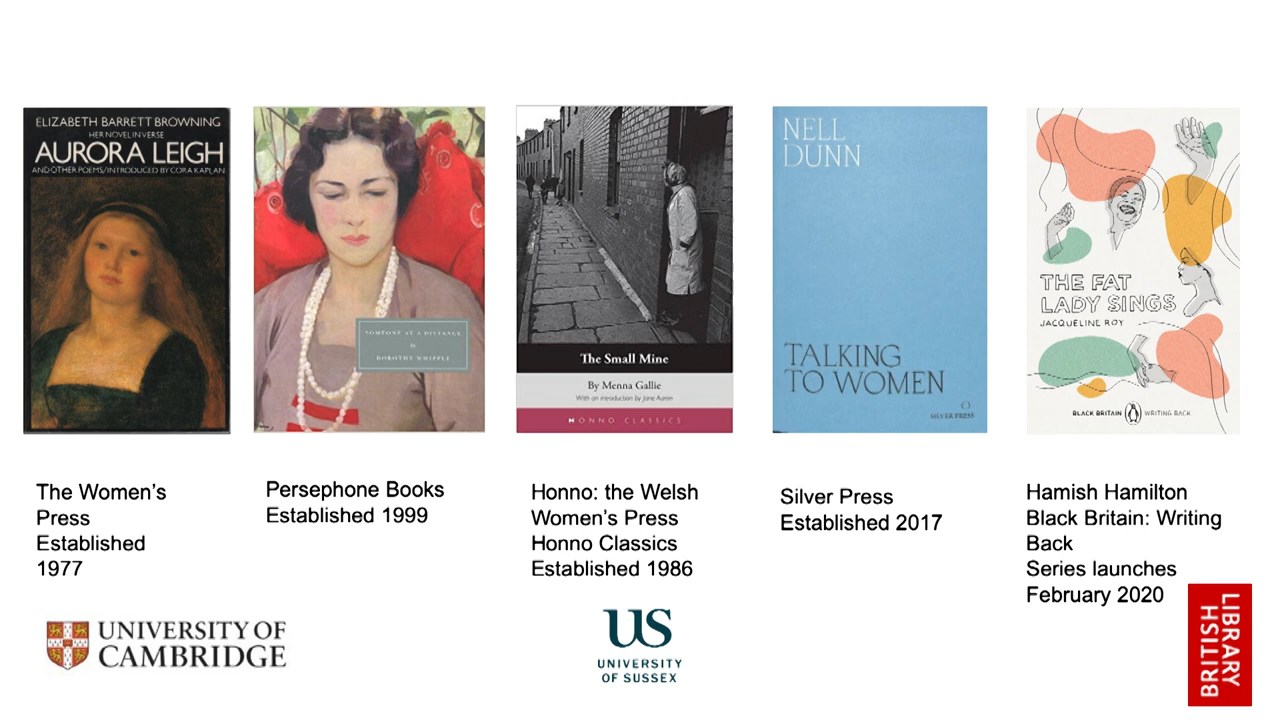 ELIZABETH BARRETT BROWNING
HER NOVEL IN VERSE
AURORA LEIGH
AND OTHER POEMS/INTRODUCED BY CORA KAPLAN
SOMEONE AT A DISTANCE
by
DOROTHY WHIPPLE
The Small Mine
By Menna Gallie
With an introduction by Jane Aaron
HONNO CLASSICS
NELL
DUNN
TALKING
TO WOMEN
SILVER PRESS
THE FAT
LADY SINGS
JACQUELINE ROY
BLACK BRITAIN WRITING BACK
The Women’s
Press
Established
1977
Persephone Books
Established 1999
Honno: the Welsh
Women’s Press
Honno Classics
Established 1986
Silver Press
Established 2017
Hamish Hamilton
Black Britain: Writing
Back
Series launches
February 2020
UNIVERSITY OF
CAMBRIDGE
US
UNIVERSITY
OF SUSSEX
BRITISH
LIBRARY